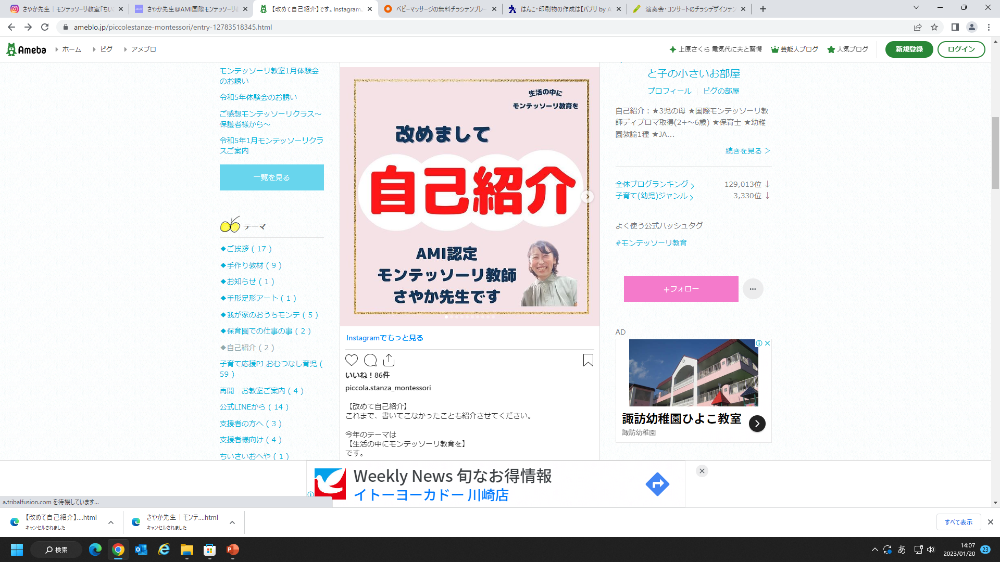 さやか先生｜モンテッソーリ教室「ちい
さやか先生@AMI国際モンテッソーリ教
【改めて自己紹介】です。Instagram
ベビーマッサージの無料チラシテンプレー
はんこ・印刷物の作成は【パプリ by A
演奏会・コンサートのチラシデザインテン
ameblo.jp/piccolestanze-montessori/entry-12783518345.html
Ameba
ホーム
ピグ
アメブロ
上原さくら 電気代に夫と驚愕
芸能人ブログ
人気ブログ
新規登録
ログイン
モンテッソーリ教室1月体験会
のお誘い
令和5年体験会のお誘い
ご感想モンテッソーリクラス～
保護者様から～
令和5年1月モンテッソーリクラ
スご案内
一覧を見る
テーマ
◆ご挨拶 ( 17 )
◆手作り教材 ( 9 )
◆お知らせ ( 1 )
◆手形足形アート ( 1 )
◆我が家のおうちモンテ ( 5 )
◆保育園での仕事の事 ( 2 )
◆自己紹介 ( 2 )
子育て応援PJ おむつなし育児 (
59 )
再開　お教室ご案内 ( 4 )
公式LINEから ( 14 )
支援者の方へ ( 3 )
支援者様向け ( 4 )
ちいさいおへや ( 1 )
生活の中に
モンテッソーリ教育を
改めまして
自己紹介
AMI認定
モンテッソーリ教師
さやか先生です
Instagramでもっと見る
いいね！86件
piccola.stanza_montessori
【改めて自己紹介】
これまで、書いてこなかったことも紹介させてください。
今年のテーマは
【生活の中にモンテッソーリ教育を】
です。
と子の小さいお部屋
プロフィール
ピグの部屋
自己紹介：★3児の母 ★国際モンテッソーリ教
師ディプロマ取得(2+～6歳) ★保育士 ★幼稚
園教諭1種 ★JA...
続きを見る ＞
全体ブログランキング
129,013位 ↓
子育て(幼児)ジャンル
3,330位 ↓
よく使う公式ハッシュタグ
#モンテッソーリ教育
+フォロー
AD
諏訪幼稚園ひよこ教室
諏訪幼稚園
Weekly News 旬なお得情報
イトーヨーカドー 川崎店
a.tribalfusion.com を待機しています...
【改めて自己紹介】....html
キャンセルされました
さやか先生｜モンテ....html
キャンセルされました
すべて表示
検索
あ
14:07
2023/01/20
23